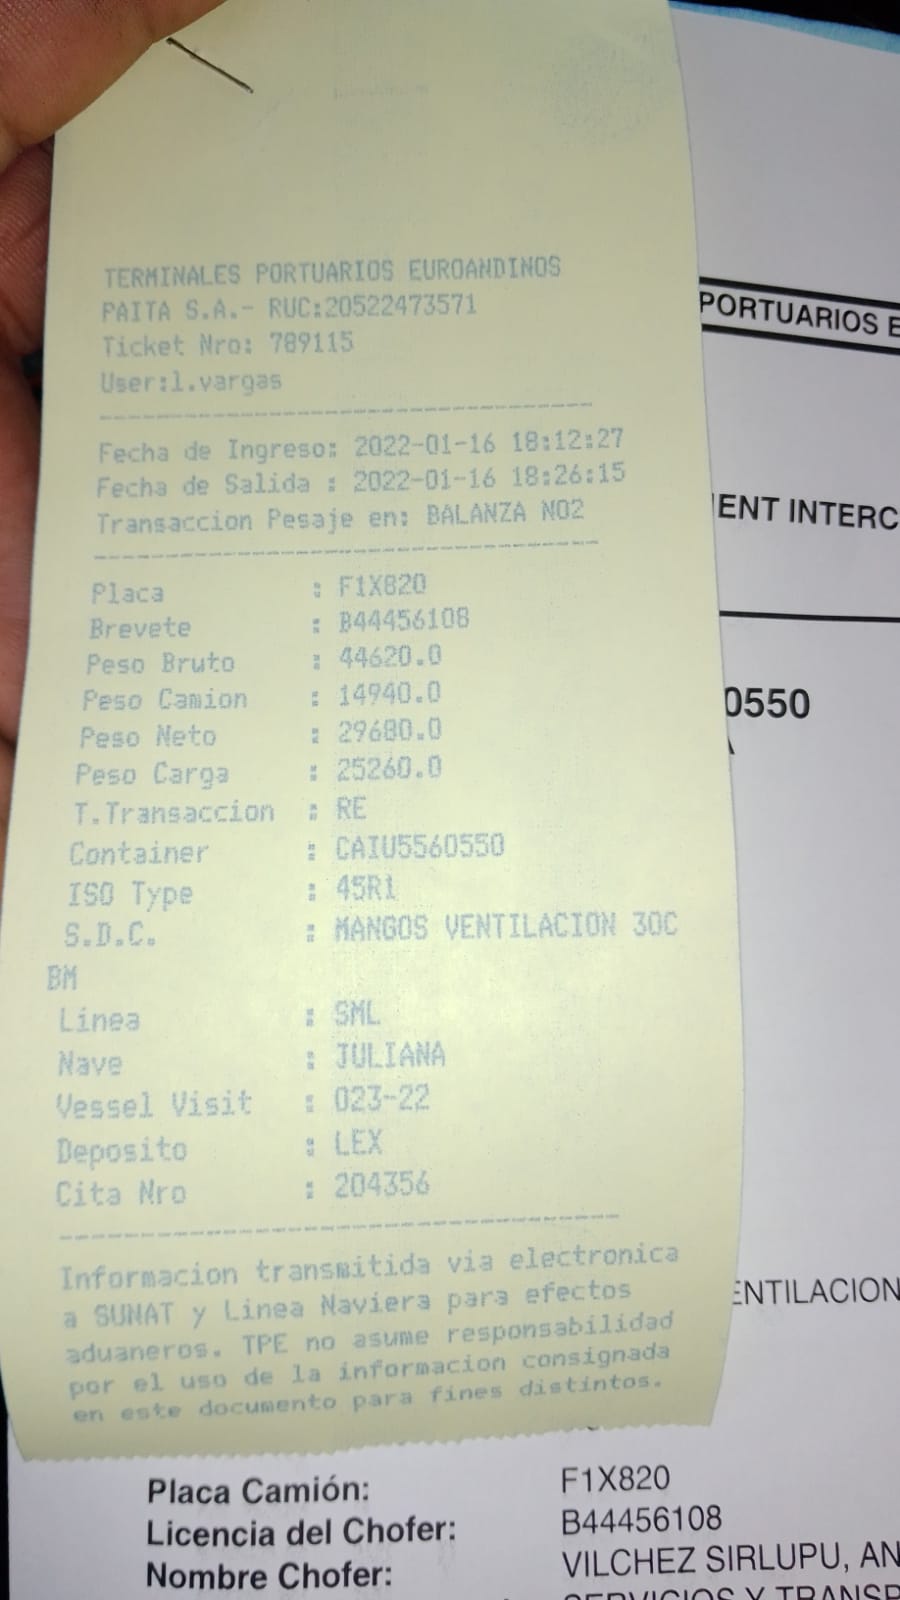 TERMINALES PORTUARIOS EUROANDINOS
PAITA S.A.- RUC:20522473571
Ticket Nro: 789115
User:l.vargas
Fecha de Ingreso: 2022-01-16 18:12:27
Fecha de Salida : 2022-01-16 18:26:15
Transaccion Pesaje en: BALANZA NO2
Placa : F1X820
Brevete : B44456108
Peso Bruto : 44620.0
Peso Camion : 14940.0
Peso Neto : 29680.0
Peso Carga : 25260.0
T.Transaccion : RE
Container : CAIU5560550
ISO Type : 45R1
S.D.C. : MANGOS VENTILACION 30C
BM
Linea : SML
Nave : JULIANA
Vessel Visit : 023-22
Deposito : LEX
Cita Nro : 204356
Informacion transmitida via electronica
a SUNAT y Linea Naviera para efectos
aduaneros. TPE no asume responsabilidad
por el uso de la informacion consignada
en este documento para fines distintos.
PORTUARIOS E
ENT INTERC
0550
ENTILACION
Placa Camión: F1X820
Licencia del Chofer: B44456108
Nombre Chofer: VILCHEZ SIRLUPU, AN
SERVICIOS Y TRANSP